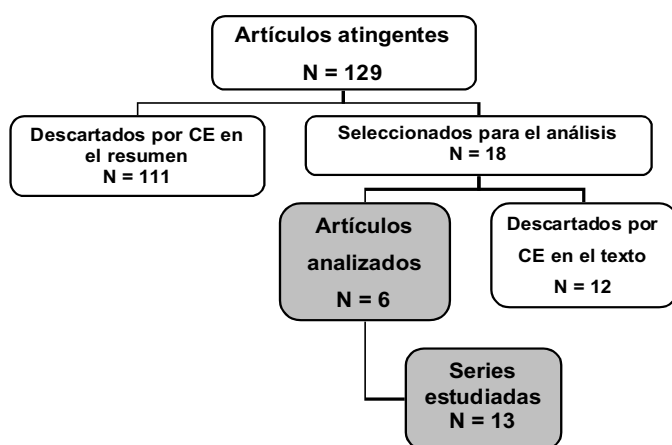 Artículos atingentes
N = 129
Descartados por CE en
el resumen
N = 111
Seleccionados para el análisis
N = 18
Artículos
analizados
N = 6
Descartados por
CE en el texto
N = 12
Series
estudiadas
N = 13